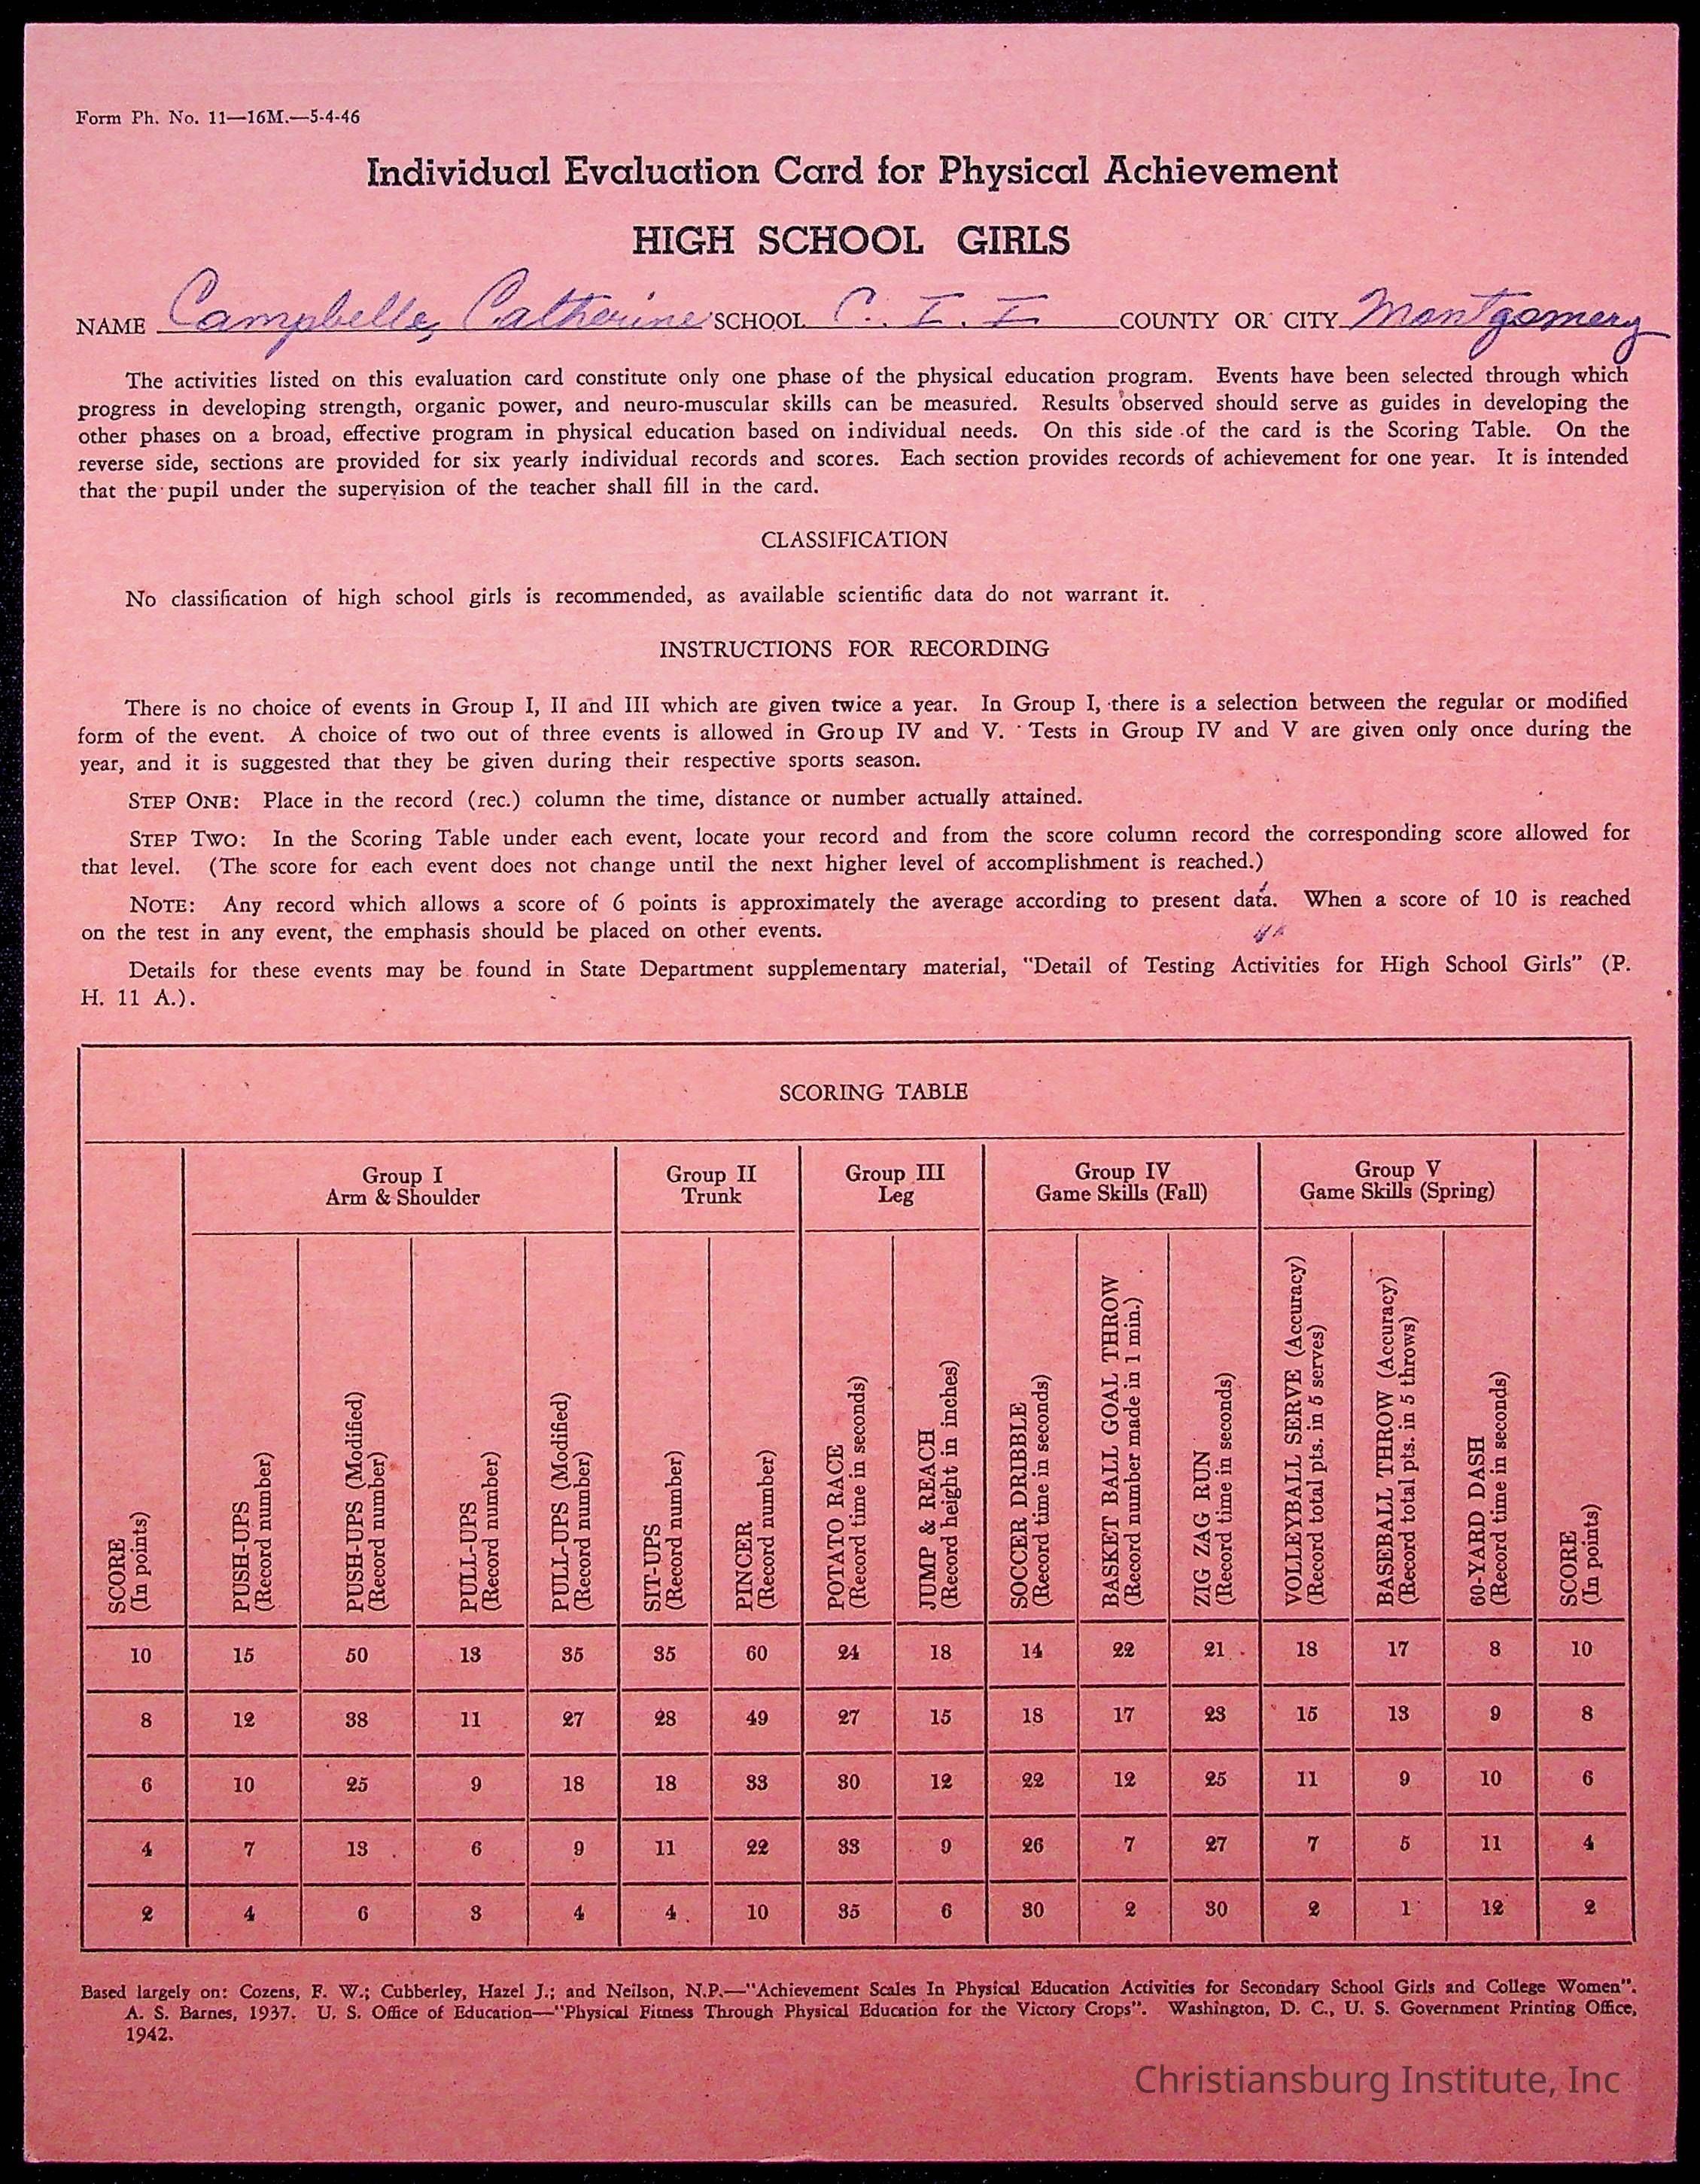 Form Ph. No. 11—16M.—5-4-46
Individual Evaluation Card for Physical Achievement
HIGH SCHOOL GIRLS
NAME Campbelle, Catherine SCHOOL C. I. I COUNTY OR CITY Montgomery
The activities listed on this evaluation card constitute only one phase of the physical education program. Events have been selected through which
progress in developing strength, organic power, and neuro-muscular skills can be measured. Results observed should serve as guides in developing the
other phases on a broad, effective program in physical education based on individual needs. On this side of the card is the Scoring Table. On the
reverse side, sections are provided for six yearly individual records and scores. Each section provides records of achievement for one year. It is intended
that the pupil under the supervision of the teacher shall fill in the card.
CLASSIFICATION
No classification of high school girls is recommended, as available scientific data do not warrant it.
INSTRUCTIONS FOR RECORDING
There is no choice of events in Group I, II and III which are given twice a year. In Group I, there is a selection between the regular or modified
form of the event. A choice of two out of three events is allowed in Group IV and V. Tests in Group IV and V are given only once during the
year, and it is suggested that they be given during their respective sports season.
STEP ONE: Place in the record (rec.) column the time, distance or number actually attained.
STEP TWO: In the Scoring Table under each event, locate your record and from the score column record the corresponding score allowed for
that level. (The score for each event does not change until the next higher level of accomplishment is reached.)
NOTE: Any record which allows a score of 6 points is approximately the average according to present data. When a score of 10 is reached
on the test in any event, the emphasis should be placed on other events.
Details for these events may be found in State Department supplementary material, "Detail of Testing Activities for High School Girls" (P.
H. 11 A.).
SCORING TABLE
Group I Group II Group III Group IV Group V
Arm & Shoulder Trunk Leg Game Skills (Fall) Game Skills (Spring)
SCORE
(In points)
PUSH-UPS
(Record number)
PUSH-UPS (Modified)
(Record number)
PULL-UPS
(Record number)
PULL-UPS (Modified)
(Record number)
SIT-UPS
(Record number)
PINCER
(Record number)
POTATO RACE
(Record time in seconds)
JUMP & REACH
(Record height in inches)
SOCCER DRIBBLE
(Record time in seconds)
BASKET BALL GOAL THROW
(Record number made in 1 min.)
ZIG ZAG RUN
(Record time in seconds)
VOLLEYBALL SERVE (Accuracy)
(Record total pts. in 5 serves)
BASEBALL THROW (Accuracy)
(Record total pts. in 5 throws)
60-YARD DASH
(Record time in seconds)
SCORE
(In points)
10 15 50 13 35 35 60 24 18 14 22 21 18 17 8 10
8 12 38 11 27 28 49 27 15 18 17 23 15 13 9 8
6 10 25 9 18 18 33 30 12 22 12 25 11 9 10 6
4 7 13 6 9 11 22 33 9 26 7 27 7 5 11 4
2 4 6 3 4 4 10 35 6 30 2 30 2 1 12 2
Based largely on: Cozens, F. W.; Cubberley, Hazel J.; and Neilson, N.P.—"Achievement Scales In Physical Education Activities for Secondary School Girls and College Women".
A. S. Barnes, 1937. U. S. Office of Education—"Physical Fitness Through Physical Education for the Victory Crops". Washington, D. C., U. S. Government Printing Office,
1942.
Christiansburg Institute, Inc